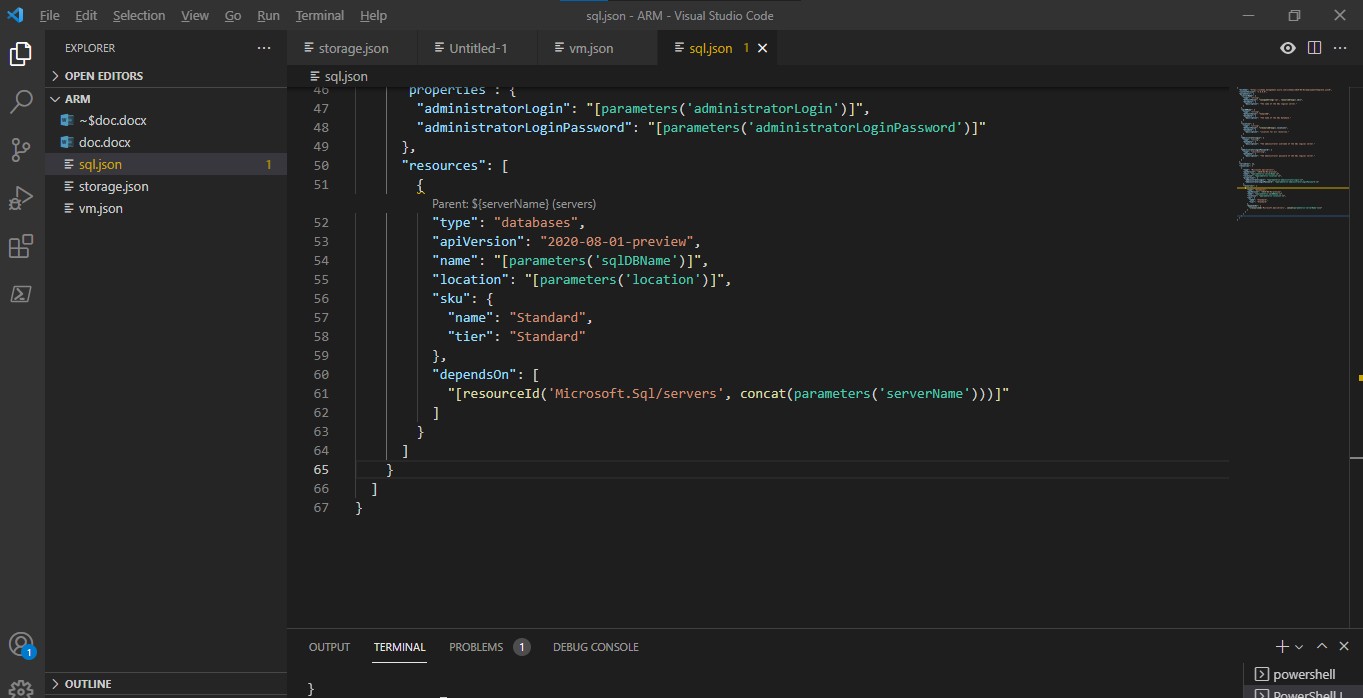 File Edit Selection View Go Run Terminal Help
sql.json - ARM - Visual Studio Code
EXPLORER
OPEN EDITORS
ARM
~$doc.docx
doc.docx
sql.json 1
storage.json
vm.json
OUTLINE
1
storage.json Untitled-1 vm.json sql.json 1
sql.json
46 properties : {
47 "administratorLogin": "[parameters('administratorLogin')]",
48 "administratorLoginPassword": "[parameters('administratorLoginPassword')]"
49 },
50 "resources": [
51 {
Parent: ${serverName} (servers)
52 "type": "databases",
53 "apiVersion": "2020-08-01-preview",
54 "name": "[parameters('sqlDBName')]",
55 "location": "[parameters('location')]",
56 "sku": {
57 "name": "Standard",
58 "tier": "Standard"
59 },
60 "dependsOn": [
61 "[resourceId('Microsoft.Sql/servers', concat(parameters('serverName')))]"
62 ]
63 }
64 ]
65 }
66 ]
67 }
OUTPUT TERMINAL PROBLEMS 1 DEBUG CONSOLE
}
powershell
PowerShell